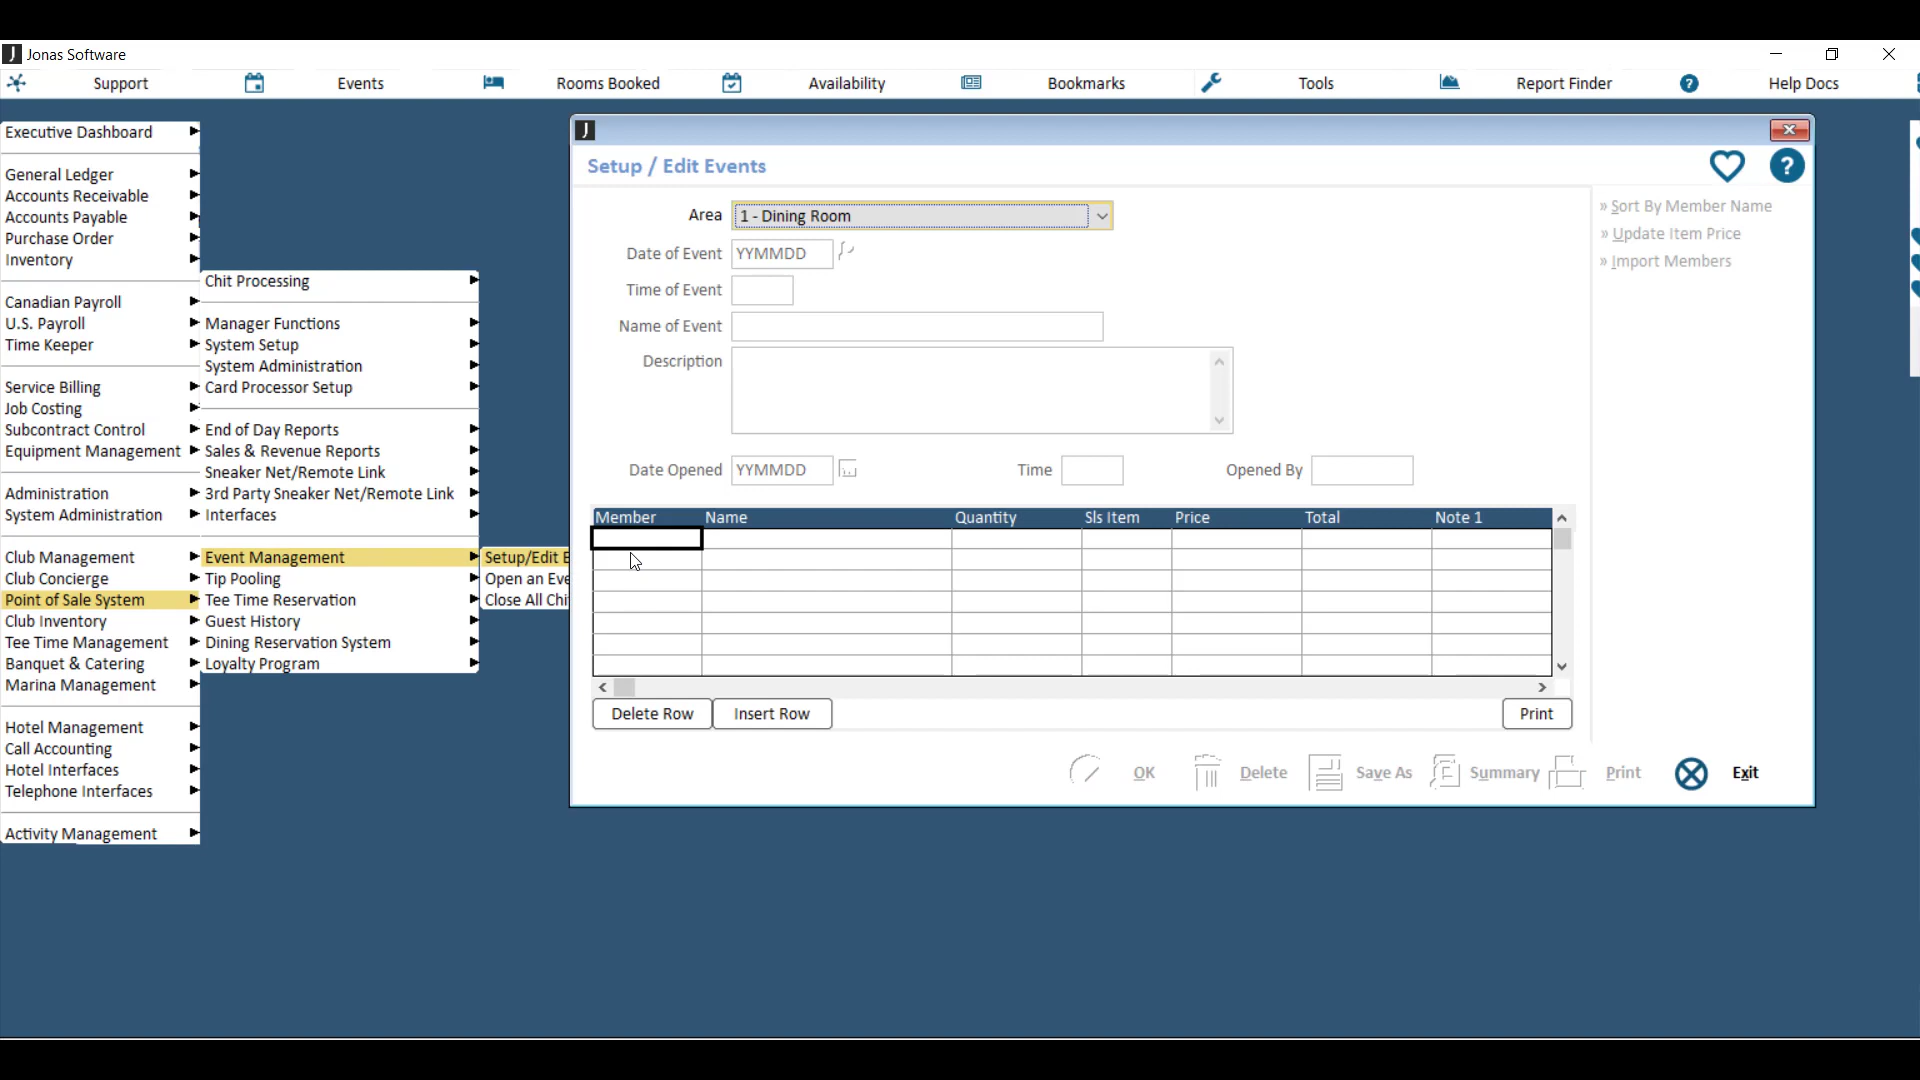 Jonas Software
Support Events Rooms Booked Availability Bookmarks Tools Report Finder Help Docs
Executive Dashboard
General Ledger
Accounts Receivable
Accounts Payable
Purchase Order
Inventory
Canadian Payroll
U.S. Payroll
Time Keeper
Service Billing
Job Costing
Subcontract Control
Equipment Management
Administration
System Administration
Club Management
Club Concierge
Point of Sale System
Club Inventory
Tee Time Management
Banquet & Catering
Marina Management
Hotel Management
Call Accounting
Hotel Interfaces
Telephone Interfaces
Activity Management
Chit Processing
Manager Functions
System Setup
System Administration
Card Processor Setup
End of Day Reports
Sales & Revenue Reports
Sneaker Net/Remote Link
3rd Party Sneaker Net/Remote Link
Interfaces
Event Management
Tip Pooling
Tee Time Reservation
Guest History
Dining Reservation System
Loyalty Program
Setup/Edit E
Open an Eve
Close All Chi
Setup / Edit Events
Area 1 - Dining Room
Date of Event YYMMDD
Time of Event
Name of Event
Description
Date Opened YYMMDD Time Opened By
Member Name Quantity Sls Item Price Total Note 1
Delete Row Insert Row Print
OK Delete Save As Summary Print Exit
» Sort By Member Name
» Update Item Price
» Import Members